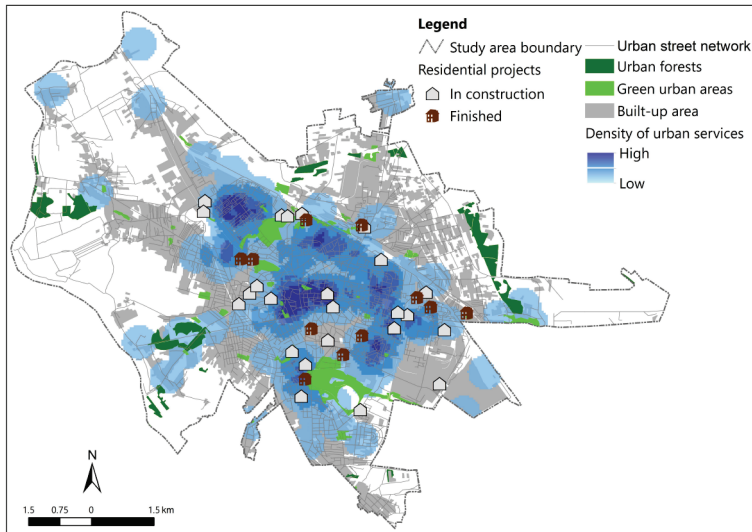 Legend
Study area boundary
Residential projects
In construction
Finished
Urban street network
Urban forests
Green urban areas
Built-up area
Density of urban services
High
Low
N
1.5 0.75 0 1.5 km